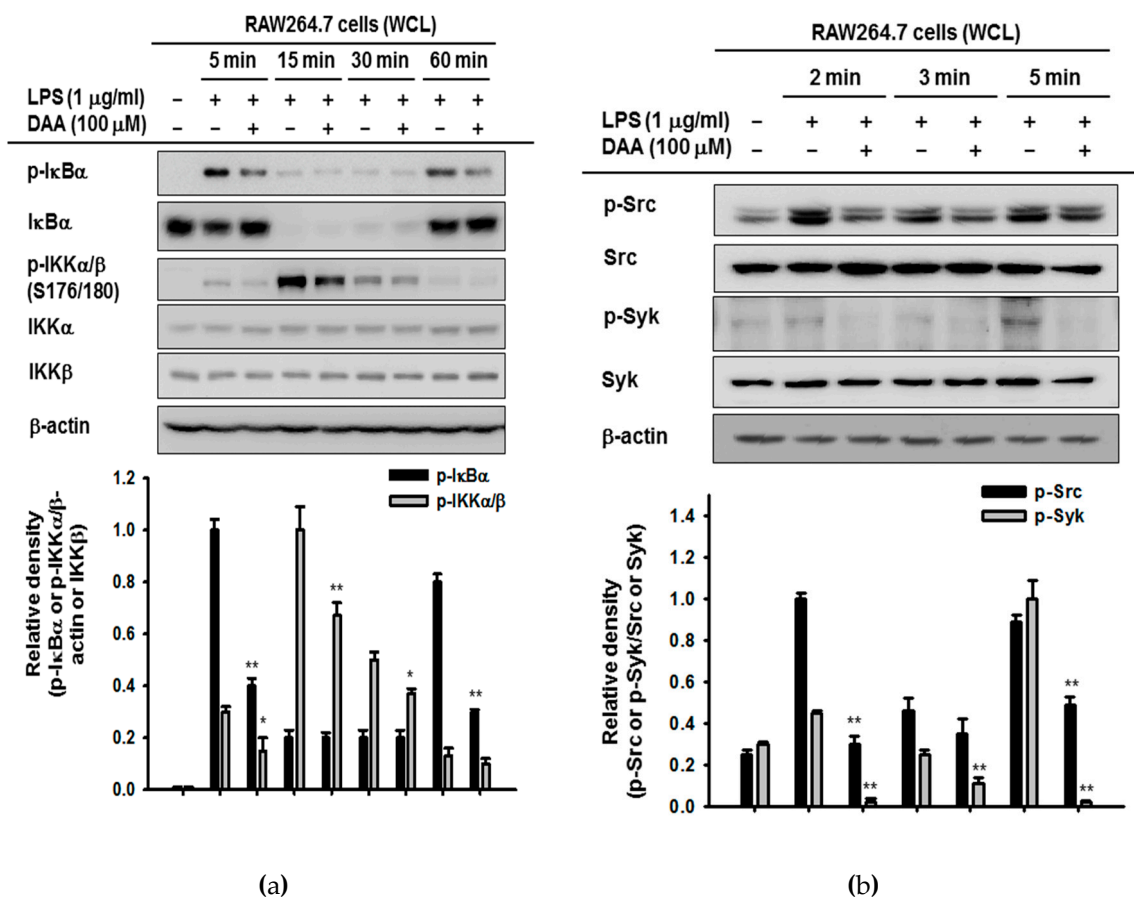 RAW264.7 cells (WCL)
5 min 15 min 30 min 60 min
LPS (1 μg/ml) – + + + + + + + +
DAA (100 μM) – – + – + – + – +
p-IκBα
IκBα
p-IKKα/β
(S176/180)
IKKα
IKKβ
β-actin
Relative density
(p-IκBα or p-IKKα/β-
actin or IKKβ)
1.2
1.0
0.8
0.6
0.4
0.2
0.0
p-IκBα
p-IKKα/β
**
*
**
*
**
(a)
RAW264.7 cells (WCL)
2 min 3 min 5 min
LPS (1 μg/ml) – + + + + + +
DAA (100 μM) – – + – + – +
p-Src
Src
p-Syk
Syk
β-actin
Relative density
(p-Src or p-Syk/Src or Syk)
1.4
1.2
1.0
0.8
0.6
0.4
0.2
0.0
p-Src
p-Syk
**
**
**
**
**
(b)